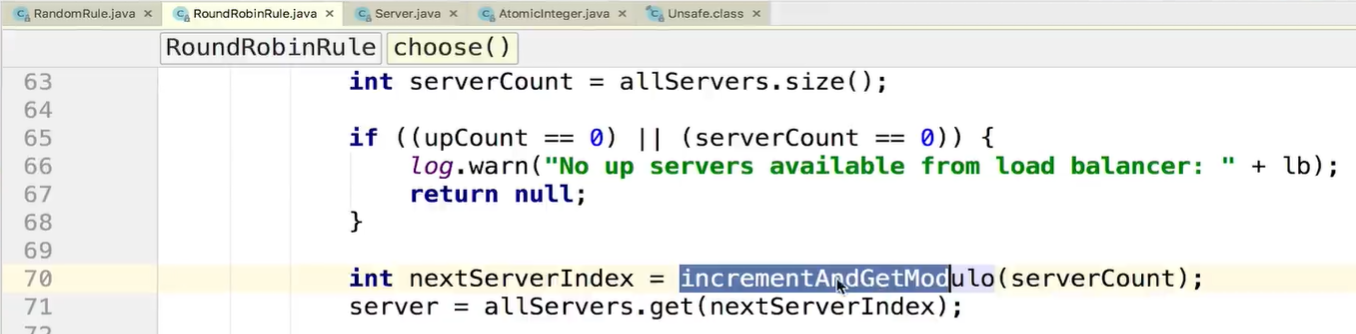 RandomRule.java × RoundRobinRule.java × Server.java × AtomicInteger.java × Unsafe.class ×
RoundRobinRule choose()
63 int serverCount = allServers.size();
64
65 if ((upCount == 0) || (serverCount == 0)) {
66 log.warn("No up servers available from load balancer: " + lb);
67 return null;
68 }
69
70 int nextServerIndex = incrementAndGetModulo(serverCount);
71 server = allServers.get(nextServerIndex);
72